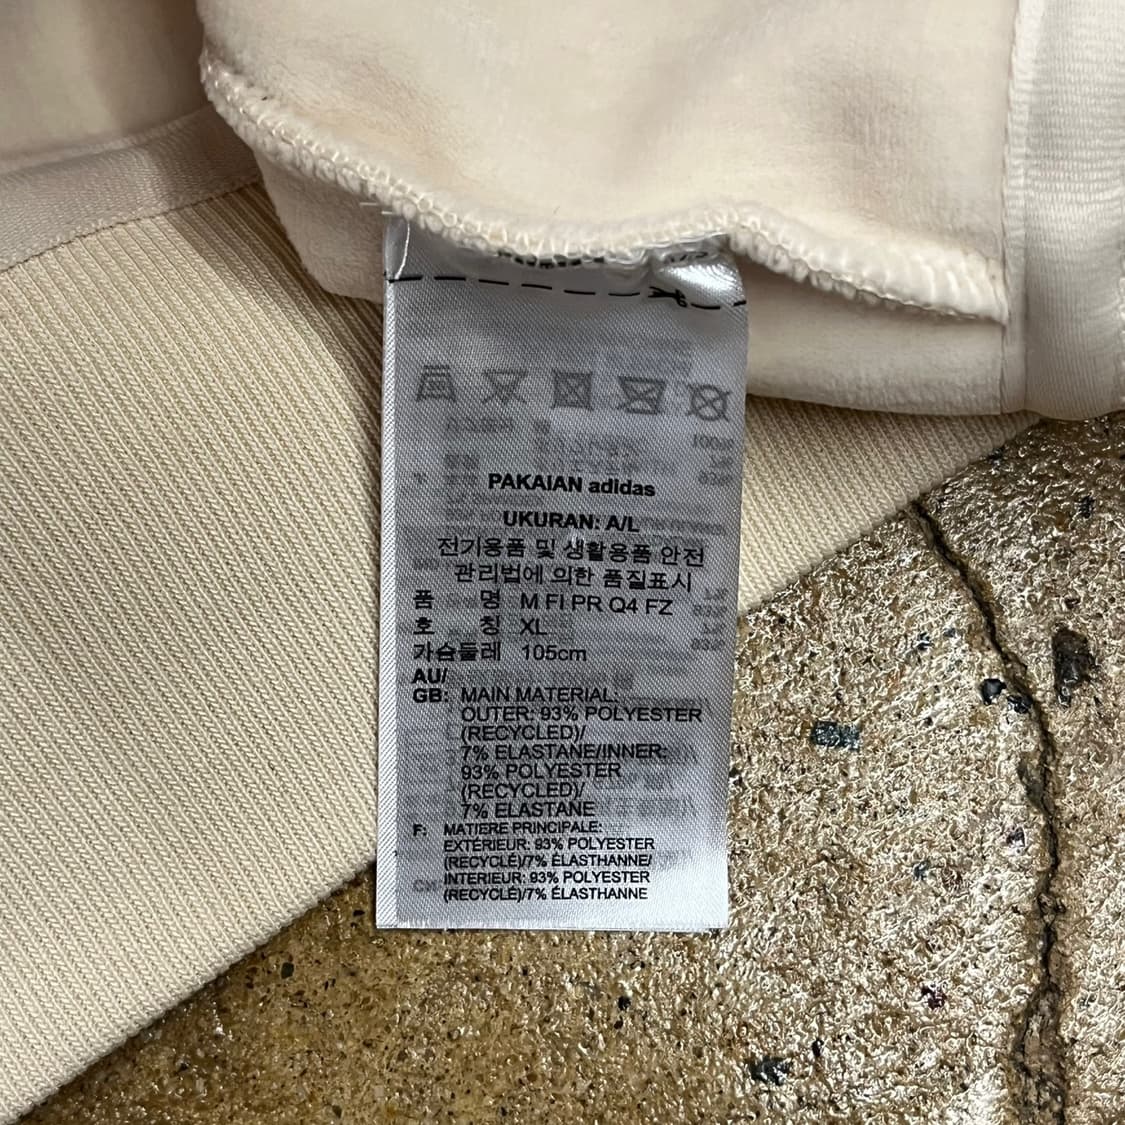 PAKAIAN adidas
UKURAN: A/L
전기용품 및 생활용품 안전
관리법에 의한 품질표시
품 명 M FI PR Q4 FZ
호 칭 XL
가슴둘레 105cm
AU/
GB: MAIN MATERIAL:
OUTER: 93% POLYESTER
(RECYCLED)/
7% ELASTANE/INNER:
93% POLYESTER
(RECYCLED)/
7% ELASTANE
F: MATIERE PRINCIPALE:
EXTÉRIEUR: 93% POLYESTER
(RECYCLÉ)/7% ÉLASTHANNE/
INTERIEUR: 93% POLYESTER
(RECYCLÉ)/7% ÉLASTHANNE